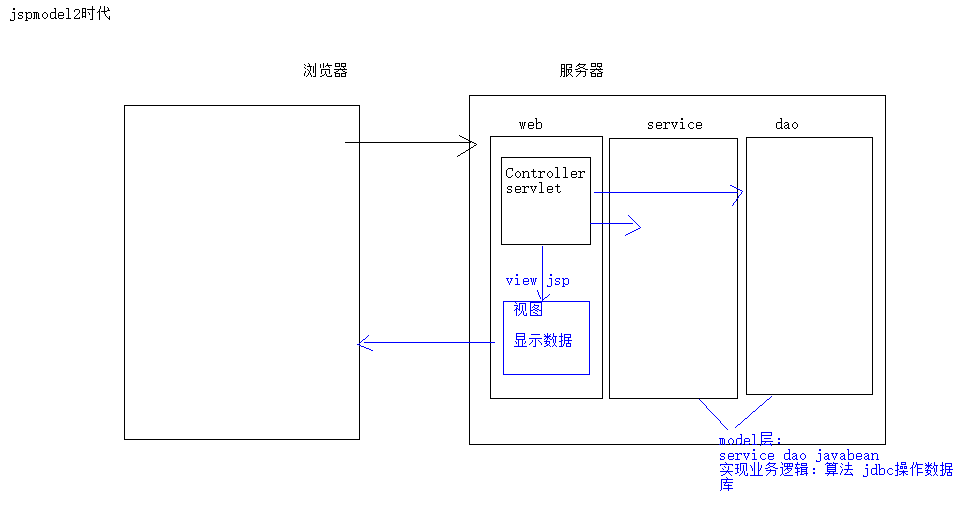 jspmodel2时代
浏览器
服务器
web
service
dao
Controller
servlet
view jsp
视图
显示数据
model层：
service dao javabean
实现业务逻辑：算法 jdbc操作数据
库